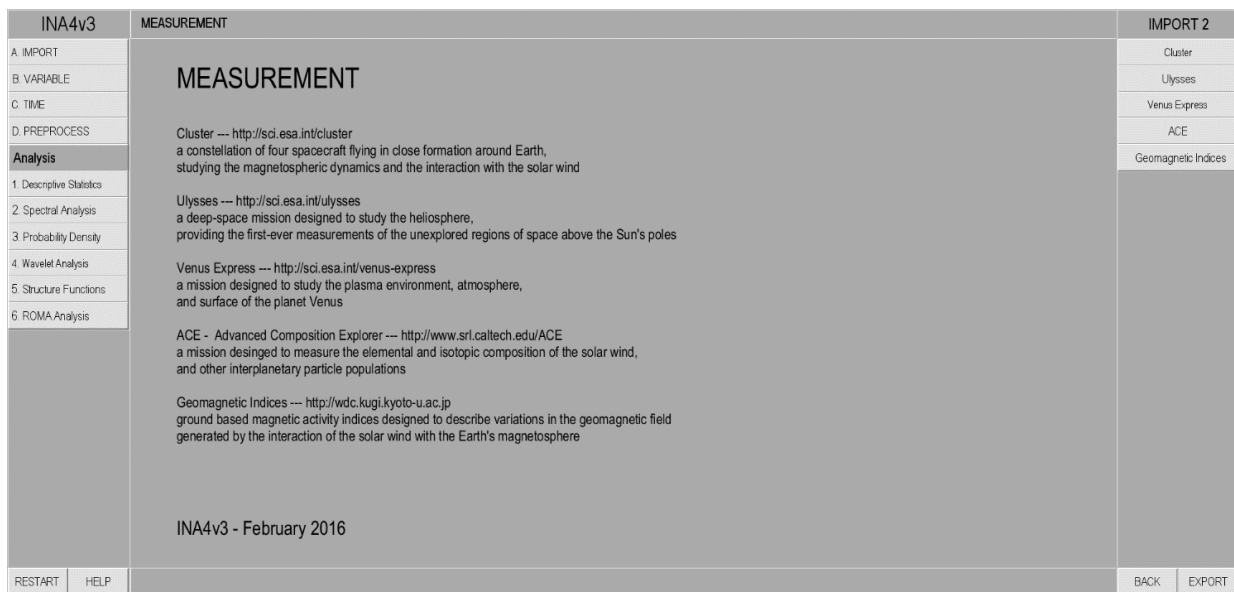 INA4v3
MEASUREMENT
IMPORT 2
A. IMPORT
B. VARIABLE
C. TIME
D. PREPROCESS
Analysis
1. Descriptive Statistics
2. Spectral Analysis
3. Probability Density
4. Wavelet Analysis
5. Structure Functions
6. ROMA Analysis
MEASUREMENT
Cluster --- http://sci.esa.int/cluster
a constellation of four spacecraft flying in close formation around Earth,
studying the magnetospheric dynamics and the interaction with the solar wind
Ulysses --- http://sci.esa.int/ulysses
a deep-space mission designed to study the heliosphere,
providing the first-ever measurements of the unexplored regions of space above the Sun's poles
Venus Express --- http://sci.esa.int/venus-express
a mission designed to study the plasma environment, atmosphere,
and surface of the planet Venus
ACE - Advanced Composition Explorer --- http://www.srl.caltech.edu/ACE
a mission desinged to measure the elemental and isotopic composition of the solar wind,
and other interplanetary particle populations
Geomagnetic Indices --- http://wdc.kugi.kyoto-u.ac.jp
ground based magnetic activity indices designed to describe variations in the geomagnetic field
generated by the interaction of the solar wind with the Earth's magnetosphere
INA4v3 - February 2016
Cluster
Ulysses
Venus Express
ACE
Geomagnetic Indices
RESTART
HELP
BACK
EXPORT